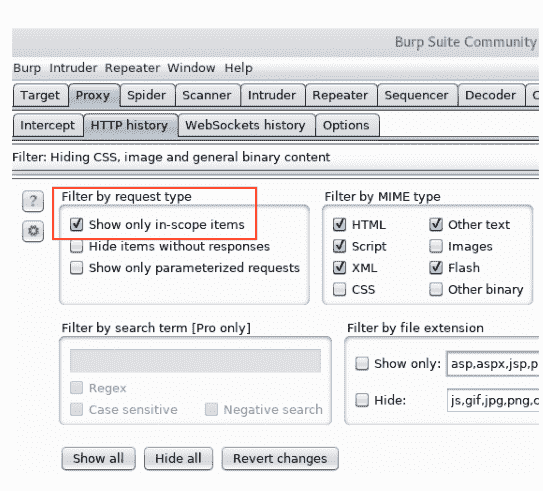 Burp Suite Community
Burp Intruder Repeater Window Help
Target Proxy Spider Scanner Intruder Repeater Sequencer Decoder
Intercept HTTP history WebSockets history Options
Filter: Hiding CSS, image and general binary content
?
Filter by request type
Show only in-scope items
Hide items without responses
Show only parameterized requests
Filter by MIME type
HTML Other text
Script Images
XML Flash
CSS Other binary
Filter by search term [Pro only]
Regex
Case sensitive Negative search
Filter by file extension
Show only: asp,aspx,jsp,p
Hide: js,gif,jpg,png,c
Show all Hide all Revert changes